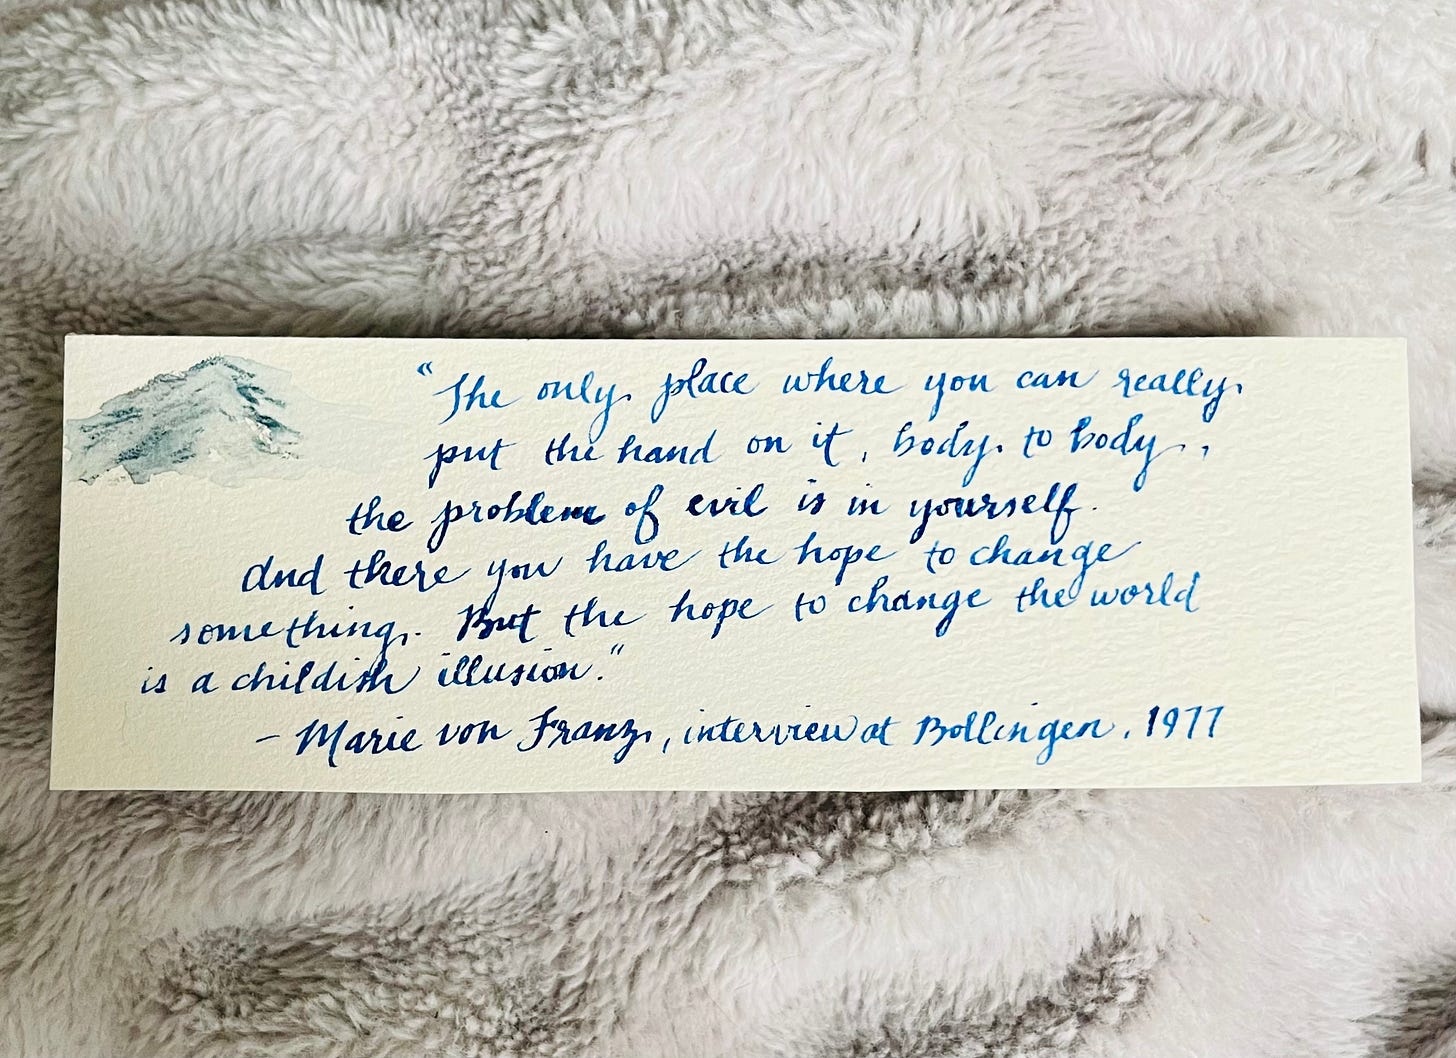 “The only place where you can really
put the hand on it, body to body,
the problem of evil is in yourself.
And there you have the hope to change
something. But the hope to change the world
is a childish illusion.”
– Marie von Franz, interview at Bollingen, 1977